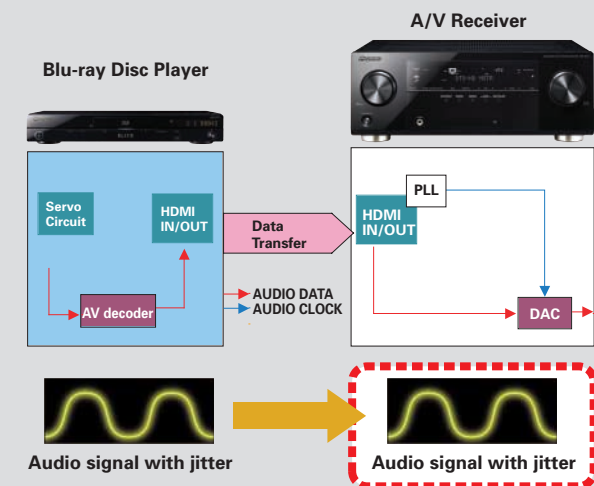 A/V Receiver
Blu-ray Disc Player
Servo
Circuit
HDMI
IN/OUT
AV decoder
Data
Transfer
AUDIO DATA
AUDIO CLOCK
PLL
HDMI
IN/OUT
DAC
Audio signal with jitter
Audio signal with jitter